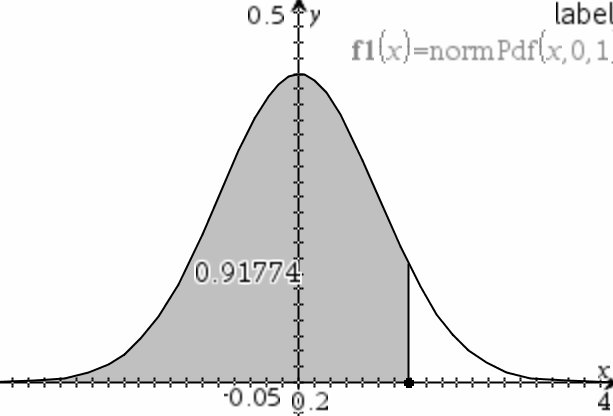 0.5 y label
f1(x)=normPdf(x,0,1
0.91774
x
-0.05 0.2 4